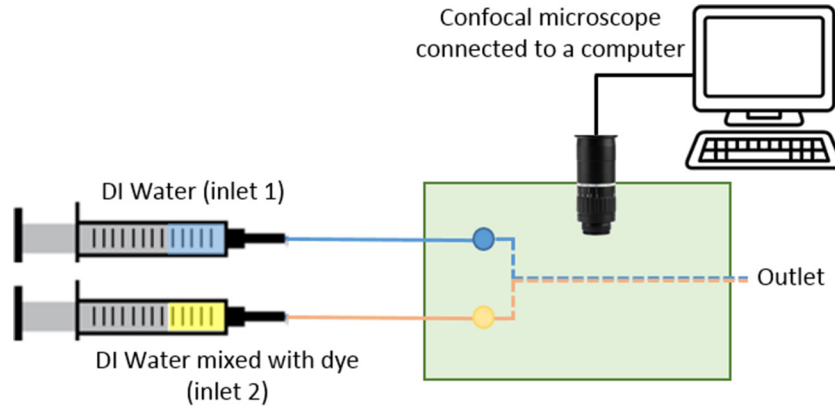 Confocal microscope
connected to a computer
DI Water (inlet 1)
Outlet
DI Water mixed with dye
(inlet 2)